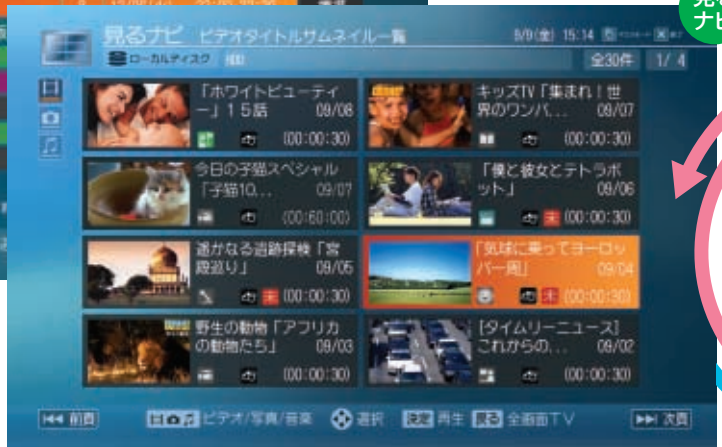 見るナビ ビデオタイトルサムネイル一覧
9/9(金) 15:14
ローカルディスク
全30件 1/4
「ホワイトビューティ
ー」15話 09/08
(00:00:30)
キッズTV「集まれ!世
界のワンパ... 09/07
(00:00:30)
今日の子猫スペシャル
「子猫10... 09/07
(00:60:00)
「僕と彼女とテトラポ
ット」 09/06
未 (00:00:30)
遥かなる遺跡探検「宮
殿巡り」 09/05
未 (00:00:30)
「気球に乗ってヨーロッ
パ一周」 09/04
未 (00:00:30)
野生の動物「アフリカ
の動物たち」 09/03
(00:00:30)
[タイムリーニュース]
これからの... 09/02
(00:00:30)
前頁 ビデオ/写真/音楽 選択 決定 再生 戻る 全画面TV 次頁
見る
ナビ